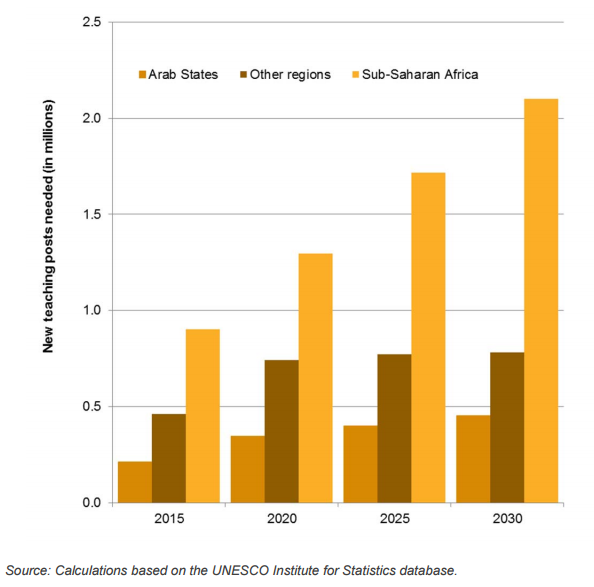 New teaching posts needed (in millions)
2.5
2.0
1.5
1.0
0.5
0.0
Arab States Other regions Sub-Saharan Africa
2015 2020 2025 2030
Source: Calculations based on the UNESCO Institute for Statistics database.